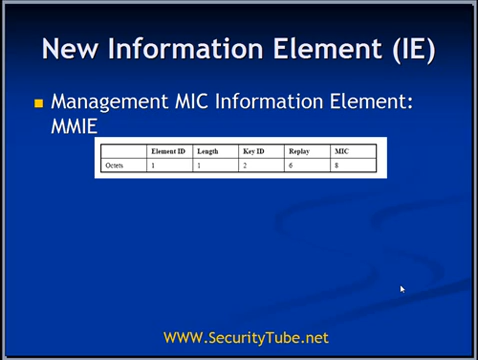 New Information Element (IE)
Management MIC Information Element:
MMIE
Element ID Length Key ID Replay MIC
Octets 1 1 2 6 8
WWW.SecurityTube.net